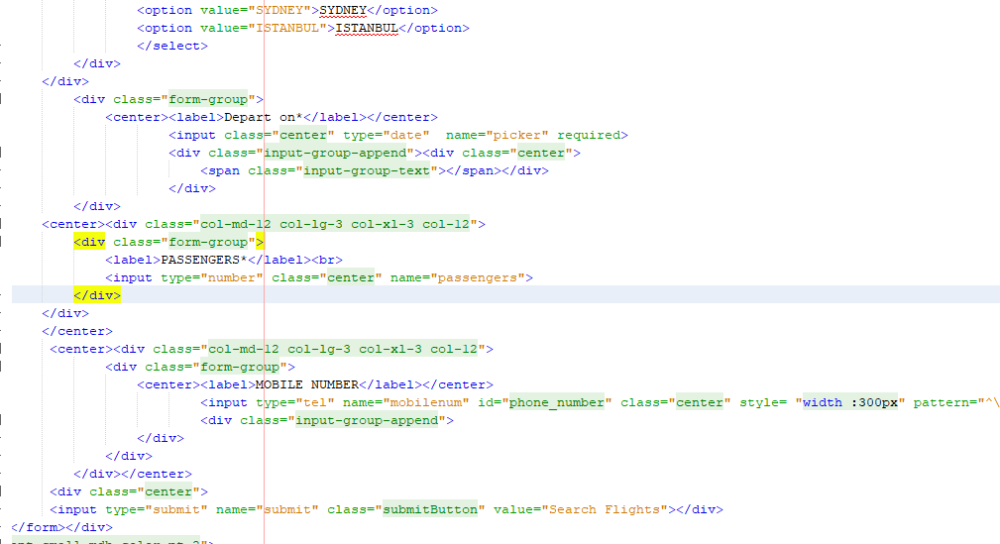 <option value="SYDNEY">SYDNEY</option>
<option value="ISTANBUL">ISTANBUL</option>
</select>
</div>
</div>
<div class="form-group">
<center><label>Depart on*</label></center>
<input class="center" type="date"  name="picker" required>
<div class="input-group-append"><div class="center">
<span class="input-group-text"></span></div>
</div>
</div>
<center><div class="col-md-12 col-lg-3 col-xl-3 col-12">
<div class="form-group">
<label>PASSENGERS*</label><br>
<input type="number" class="center" name="passengers">
</div>
</div>
</center>
<center><div class="col-md-12 col-lg-3 col-xl-3 col-12">
<div class="form-group">
<center><label>MOBILE NUMBER</label></center>
<input type="tel" name="mobilenum" id="phone_number" class="center" style= "width :300px" pattern="^\
<div class="input-group-append">
</div>
</div>
</div></center>
<div class="center">
<input type="submit" name="submit" class="submitButton" value="Search Flights"></div>
</form></div>